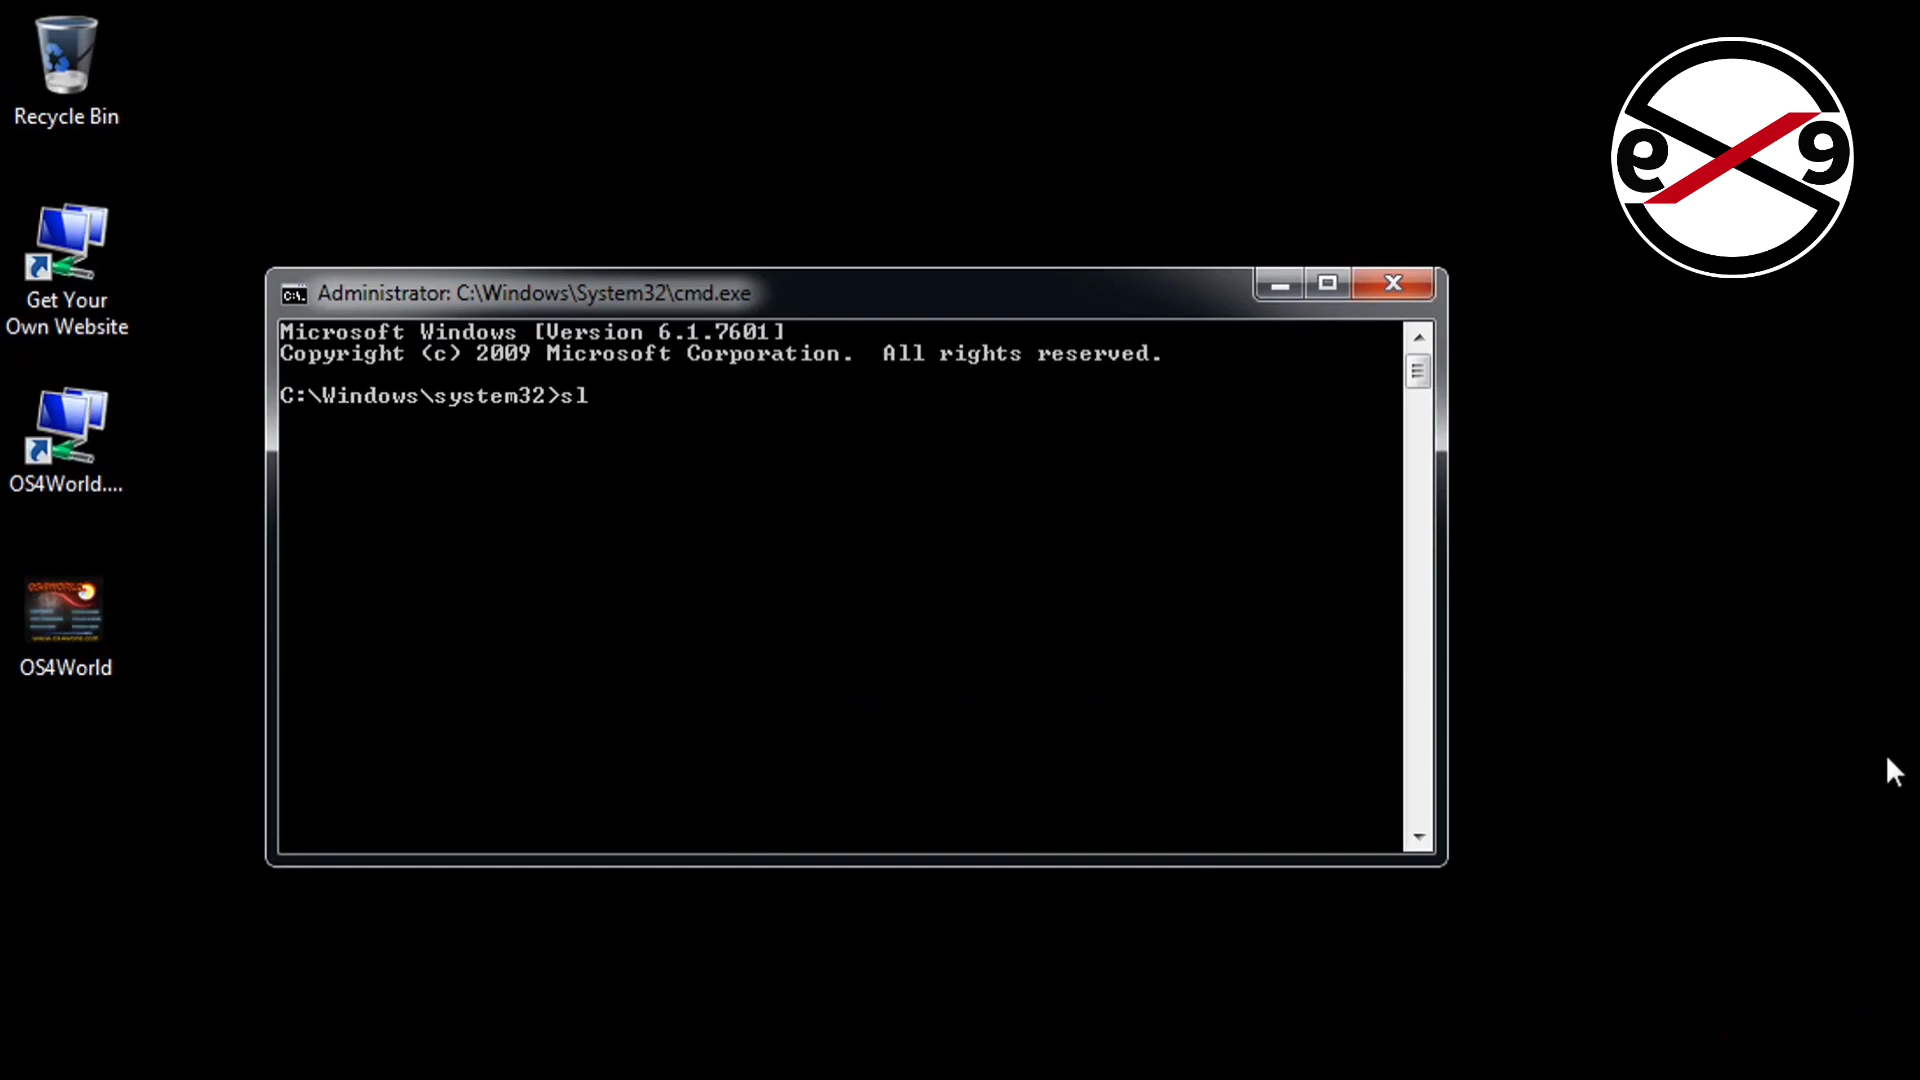 Recycle Bin
Get Your
Own Website
OS4World....
OS4World
Administrator: C:\Windows\System32\cmd.exe
Microsoft Windows [Version 6.1.7601]
Copyright (c) 2009 Microsoft Corporation.  All rights reserved.
C:\Windows\system32>sl
e 9